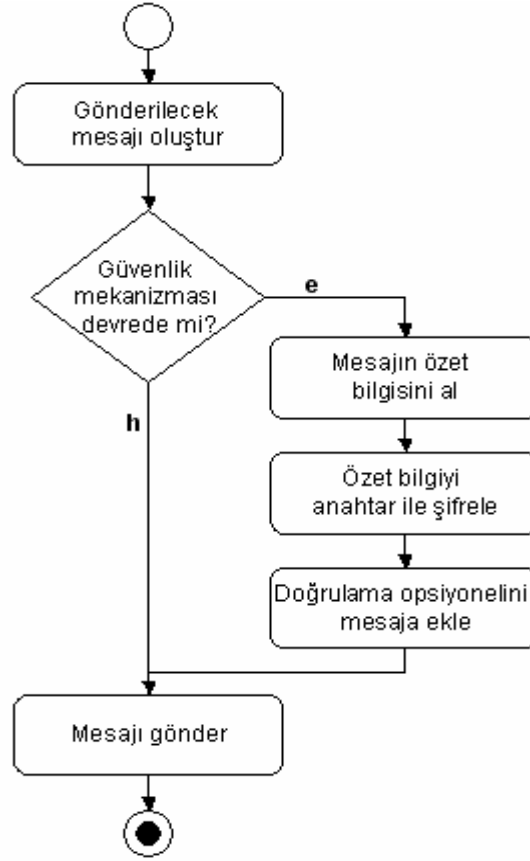 Gönderilecek
mesajı oluştur
Güvenlik
mekanizması
devrede mi?
e
Mesajın özet
bilgisini al
h
Özet bilgiyi
anahtar ile şifrele
Doğrulama opsiyonelini
mesaja ekle
Mesajı gönder